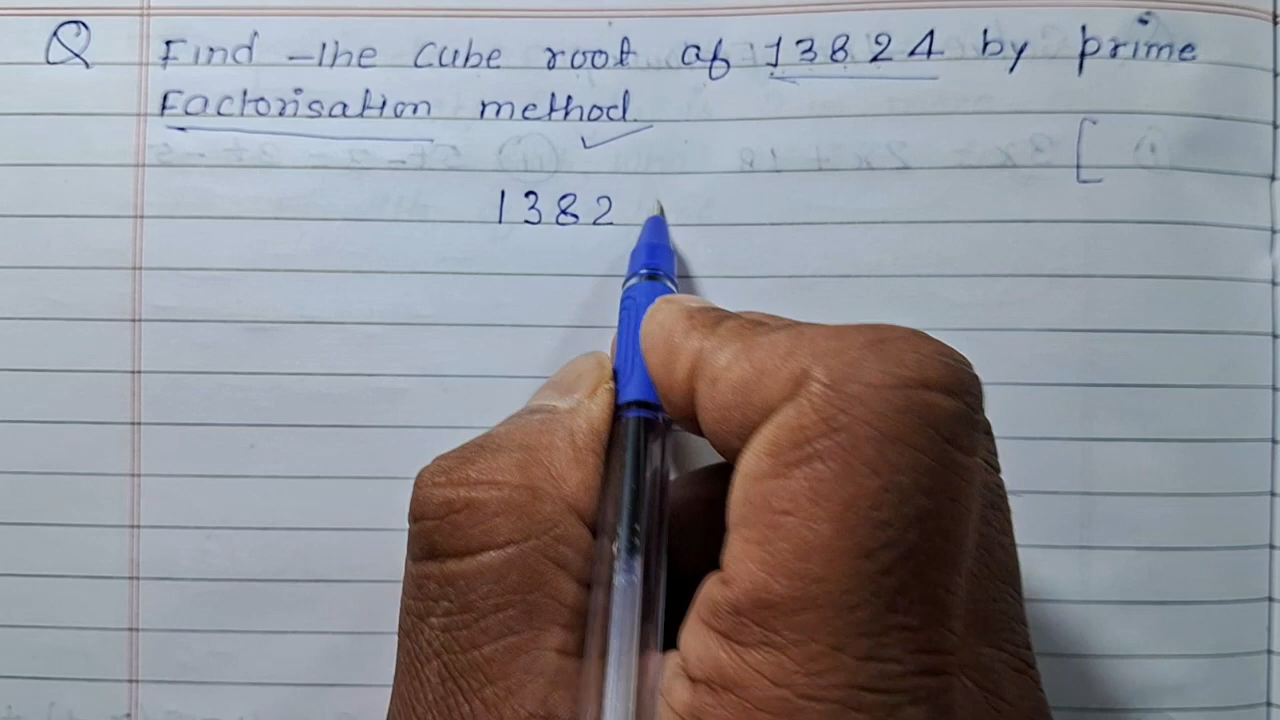 Q Find the cube root of 13824 by prime
Factorisation method.
1382